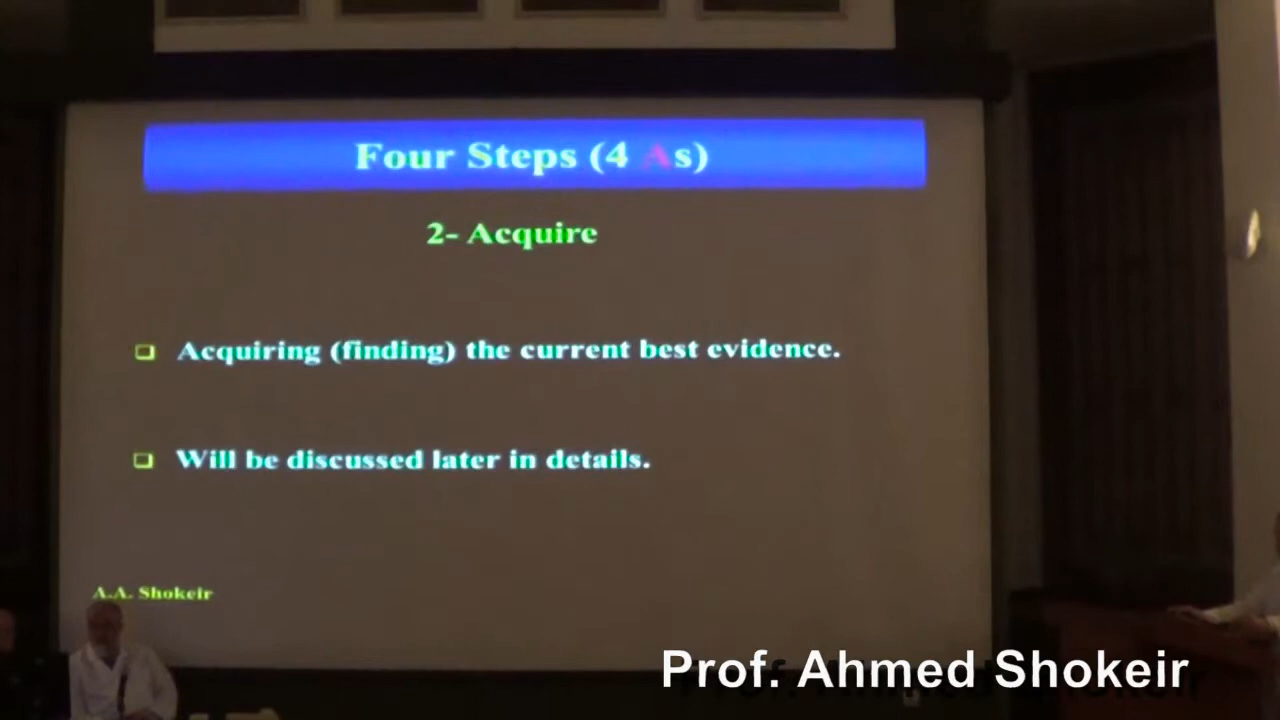 Four Steps (4 As)
2- Acquire
Acquiring (finding) the current best evidence.
Will be discussed later in details.
A.A. Shokeir
Prof. Ahmed Shokeir